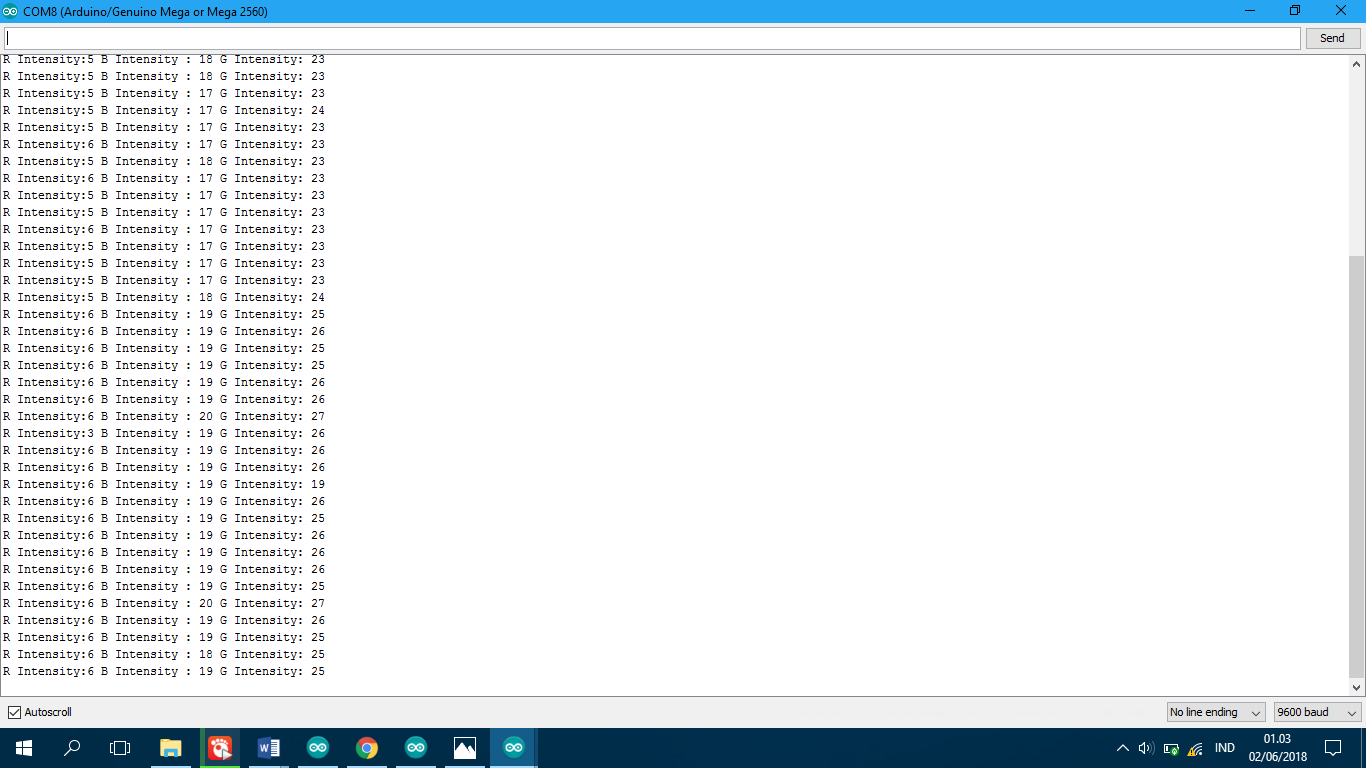 COM8 (Arduino/Genuino Mega or Mega 2560)
Send
R Intensity:5 B Intensity : 18 G Intensity: 23
R Intensity:5 B Intensity : 18 G Intensity: 23
R Intensity:5 B Intensity : 17 G Intensity: 23
R Intensity:5 B Intensity : 17 G Intensity: 24
R Intensity:5 B Intensity : 17 G Intensity: 23
R Intensity:6 B Intensity : 17 G Intensity: 23
R Intensity:5 B Intensity : 18 G Intensity: 23
R Intensity:6 B Intensity : 17 G Intensity: 23
R Intensity:5 B Intensity : 17 G Intensity: 23
R Intensity:5 B Intensity : 17 G Intensity: 23
R Intensity:6 B Intensity : 17 G Intensity: 23
R Intensity:5 B Intensity : 17 G Intensity: 23
R Intensity:5 B Intensity : 17 G Intensity: 23
R Intensity:5 B Intensity : 17 G Intensity: 23
R Intensity:5 B Intensity : 18 G Intensity: 24
R Intensity:6 B Intensity : 19 G Intensity: 25
R Intensity:6 B Intensity : 19 G Intensity: 26
R Intensity:6 B Intensity : 19 G Intensity: 25
R Intensity:6 B Intensity : 19 G Intensity: 25
R Intensity:6 B Intensity : 19 G Intensity: 26
R Intensity:6 B Intensity : 19 G Intensity: 26
R Intensity:6 B Intensity : 20 G Intensity: 27
R Intensity:3 B Intensity : 19 G Intensity: 26
R Intensity:6 B Intensity : 19 G Intensity: 26
R Intensity:6 B Intensity : 19 G Intensity: 26
R Intensity:6 B Intensity : 19 G Intensity: 19
R Intensity:6 B Intensity : 19 G Intensity: 26
R Intensity:6 B Intensity : 19 G Intensity: 25
R Intensity:6 B Intensity : 19 G Intensity: 26
R Intensity:6 B Intensity : 19 G Intensity: 26
R Intensity:6 B Intensity : 19 G Intensity: 26
R Intensity:6 B Intensity : 19 G Intensity: 25
R Intensity:6 B Intensity : 20 G Intensity: 27
R Intensity:6 B Intensity : 19 G Intensity: 26
R Intensity:6 B Intensity : 19 G Intensity: 25
R Intensity:6 B Intensity : 18 G Intensity: 25
R Intensity:6 B Intensity : 19 G Intensity: 25
Autoscroll
No line ending
9600 baud
IND
01.03
02/06/2018